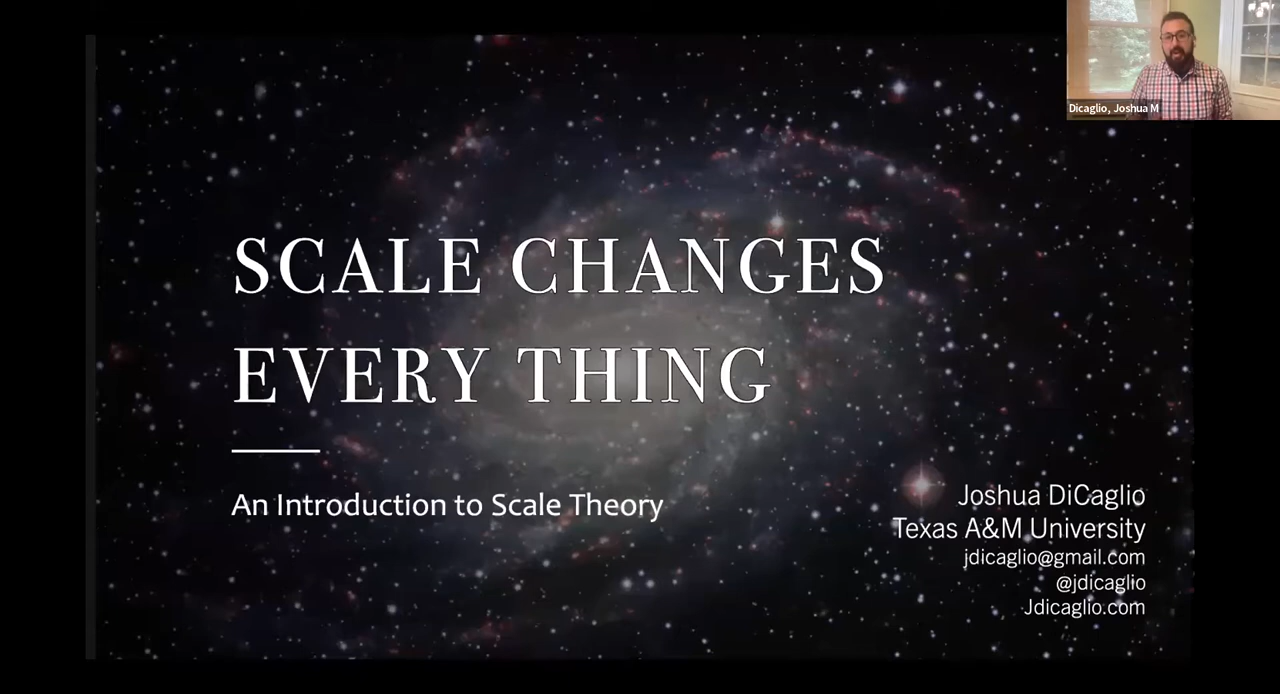 Dicaglio, Joshua M
SCALE CHANGES
EVERY THING
An Introduction to Scale Theory
Joshua DiCaglio
Texas A&M University
jdicaglio@gmail.com
@jdicaglio
Jdicaglio.com